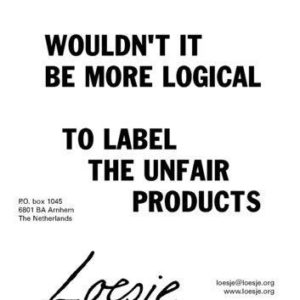 WOULDN'T IT
BE MORE LOGICAL
TO LABEL
THE UNFAIR
PRODUCTS
P.O. box 1045
6801 BA Arnhem
The Netherlands
Loesje
loesje@loesje.org
www.loesje.org